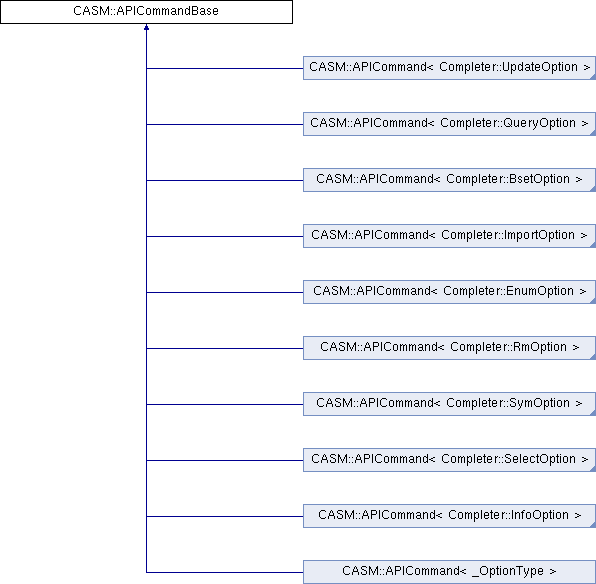 CASM::APICommandBase
CASM::APICommand< Completer::UpdateOption >
CASM::APICommand< Completer::QueryOption >
CASM::APICommand< Completer::BsetOption >
CASM::APICommand< Completer::ImportOption >
CASM::APICommand< Completer::EnumOption >
CASM::APICommand< Completer::RmOption >
CASM::APICommand< Completer::SymOption >
CASM::APICommand< Completer::SelectOption >
CASM::APICommand< Completer::InfoOption >
CASM::APICommand< _OptionType >